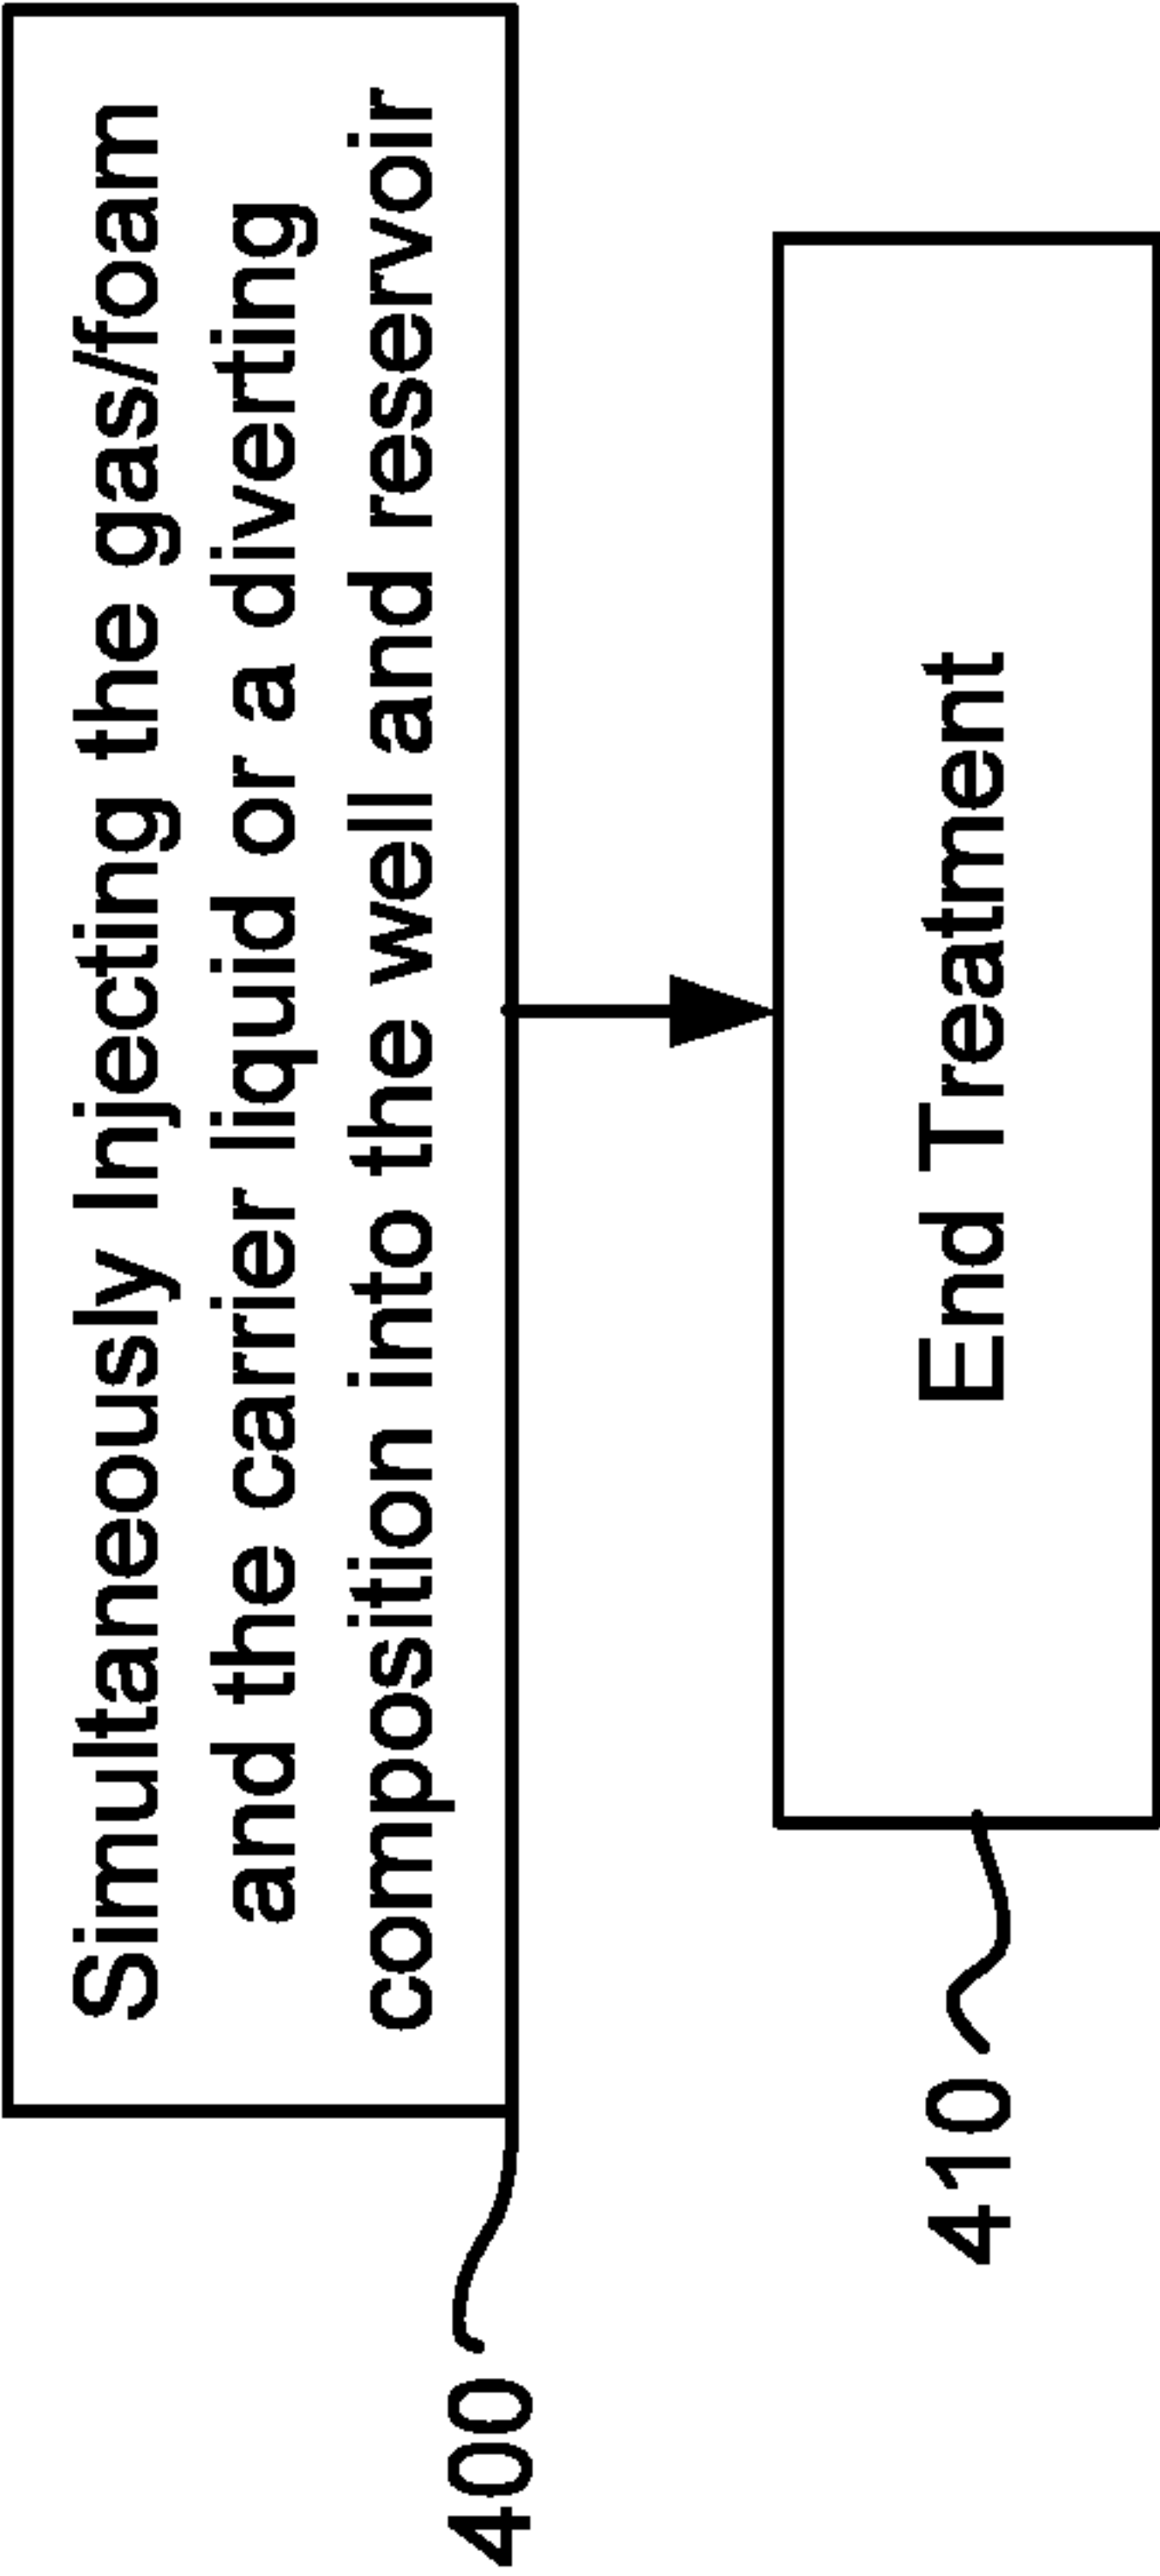 Simultaneously Injecting the gas/foam
and the carrier liquid or a diverting
composition into the well and reservoir
400
End Treatment
410